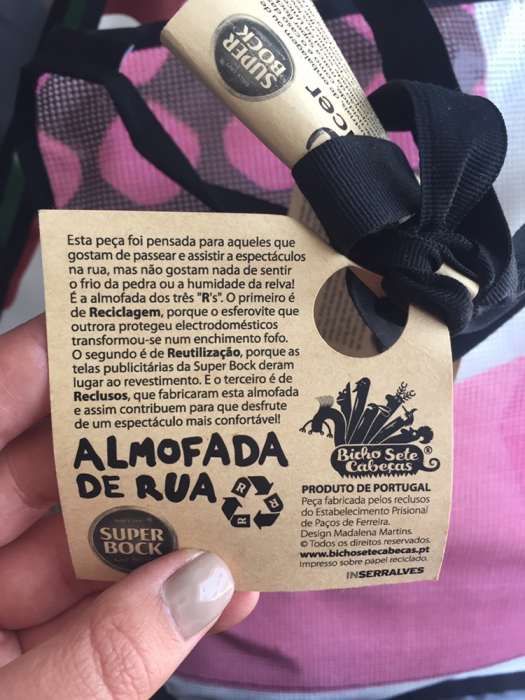 SUPER
BOCK
cer
Esta peça foi pensada para aqueles que
gostam de passear e assistir a espectáculos
na rua, mas não gostam nada de sentir
o frio da pedra ou a humidade da relva!
É a almofada dos três "R's". O primeiro é
de Reciclagem, porque o esferovite que
outrora protegeu electrodomésticos
transformou-se num enchimento fofo.
O segundo é de Reutilização, porque as
telas publicitárias da Super Bock deram
lugar ao revestimento. E o terceiro é de
Reclusos, que fabricaram esta almofada
e assim contribuem para que desfrute
de um espectáculo mais confortável!
ALMOFADA
DE RUA
R
R
R
SUPER
BOCK
Bicho Sete
Cabeças
®
PRODUTO DE PORTUGAL
Peça fabricada pelos reclusos
do Estabelecimento Prisional
de Paços de Ferreira.
Design Madalena Martins.
© Todos os direitos reservados.
www.bichosetecabecas.pt
Impresso sobre papel reciclado.
INSERRALVES